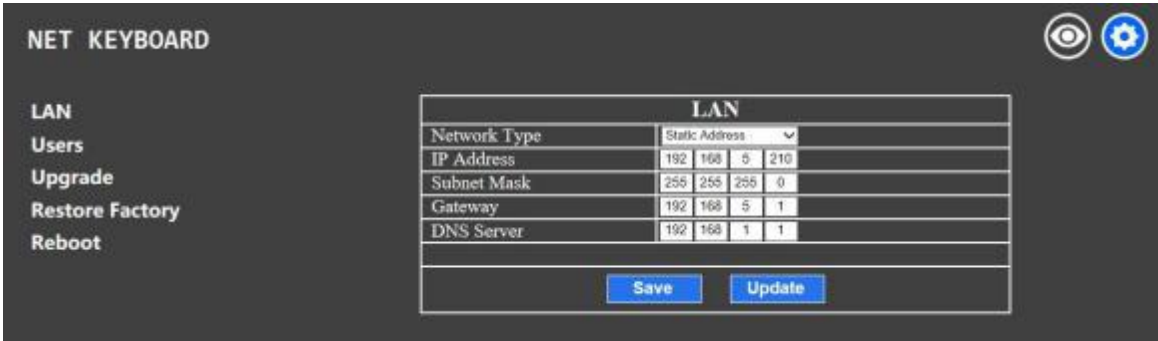 NET KEYBOARD
LAN
Users
Upgrade
Restore Factory
Reboot
LAN
Network Type Static Address
IP Address 192 168 5 210
Subnet Mask 255 255 255 0
Gateway 192 168 5 1
DNS Server 192 168 1 1
Save Update